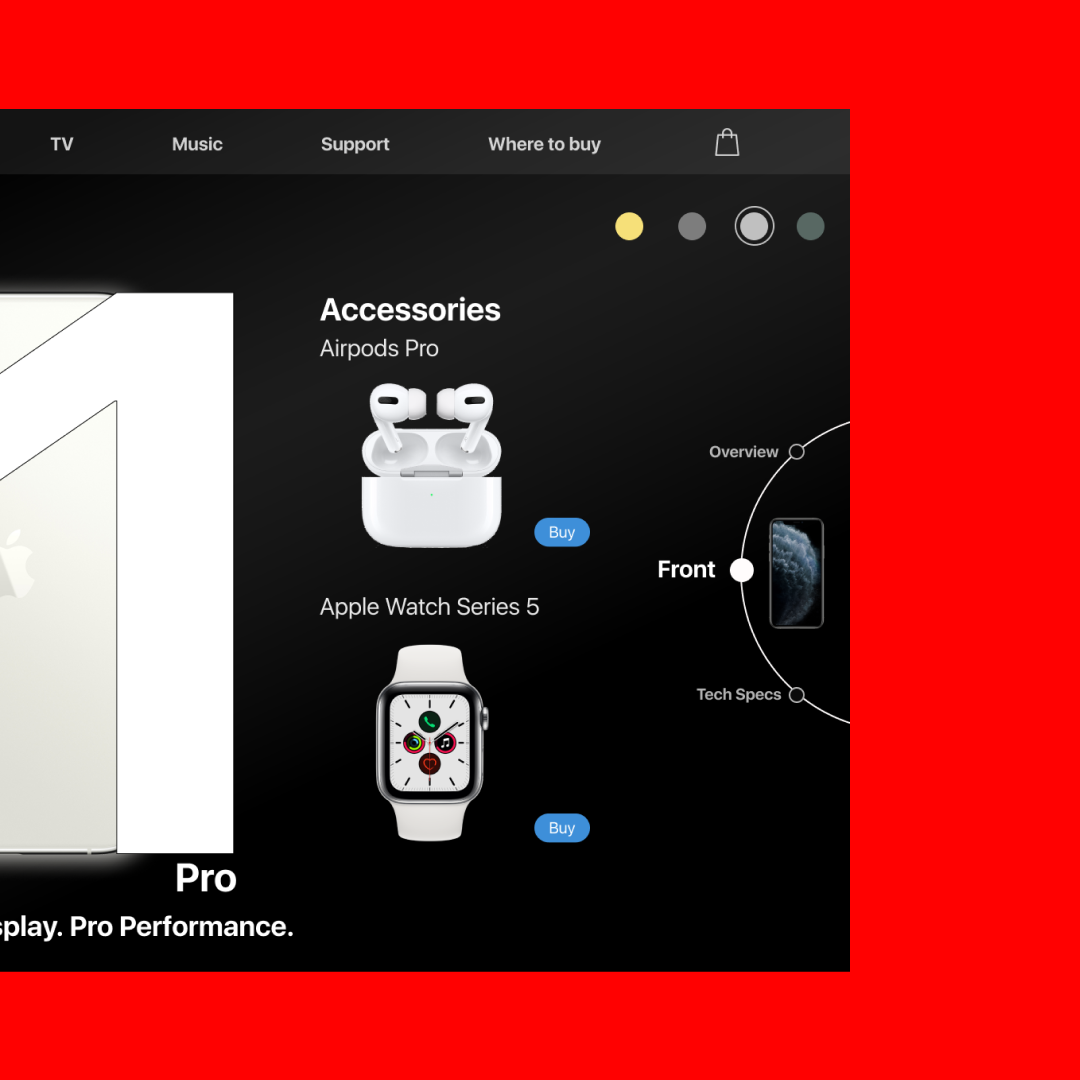 TV Music Support Where to buy
Accessories
Airpods Pro
Overview
Buy
Front
Apple Watch Series 5
Tech Specs
Buy
Pro
Pro Performance.